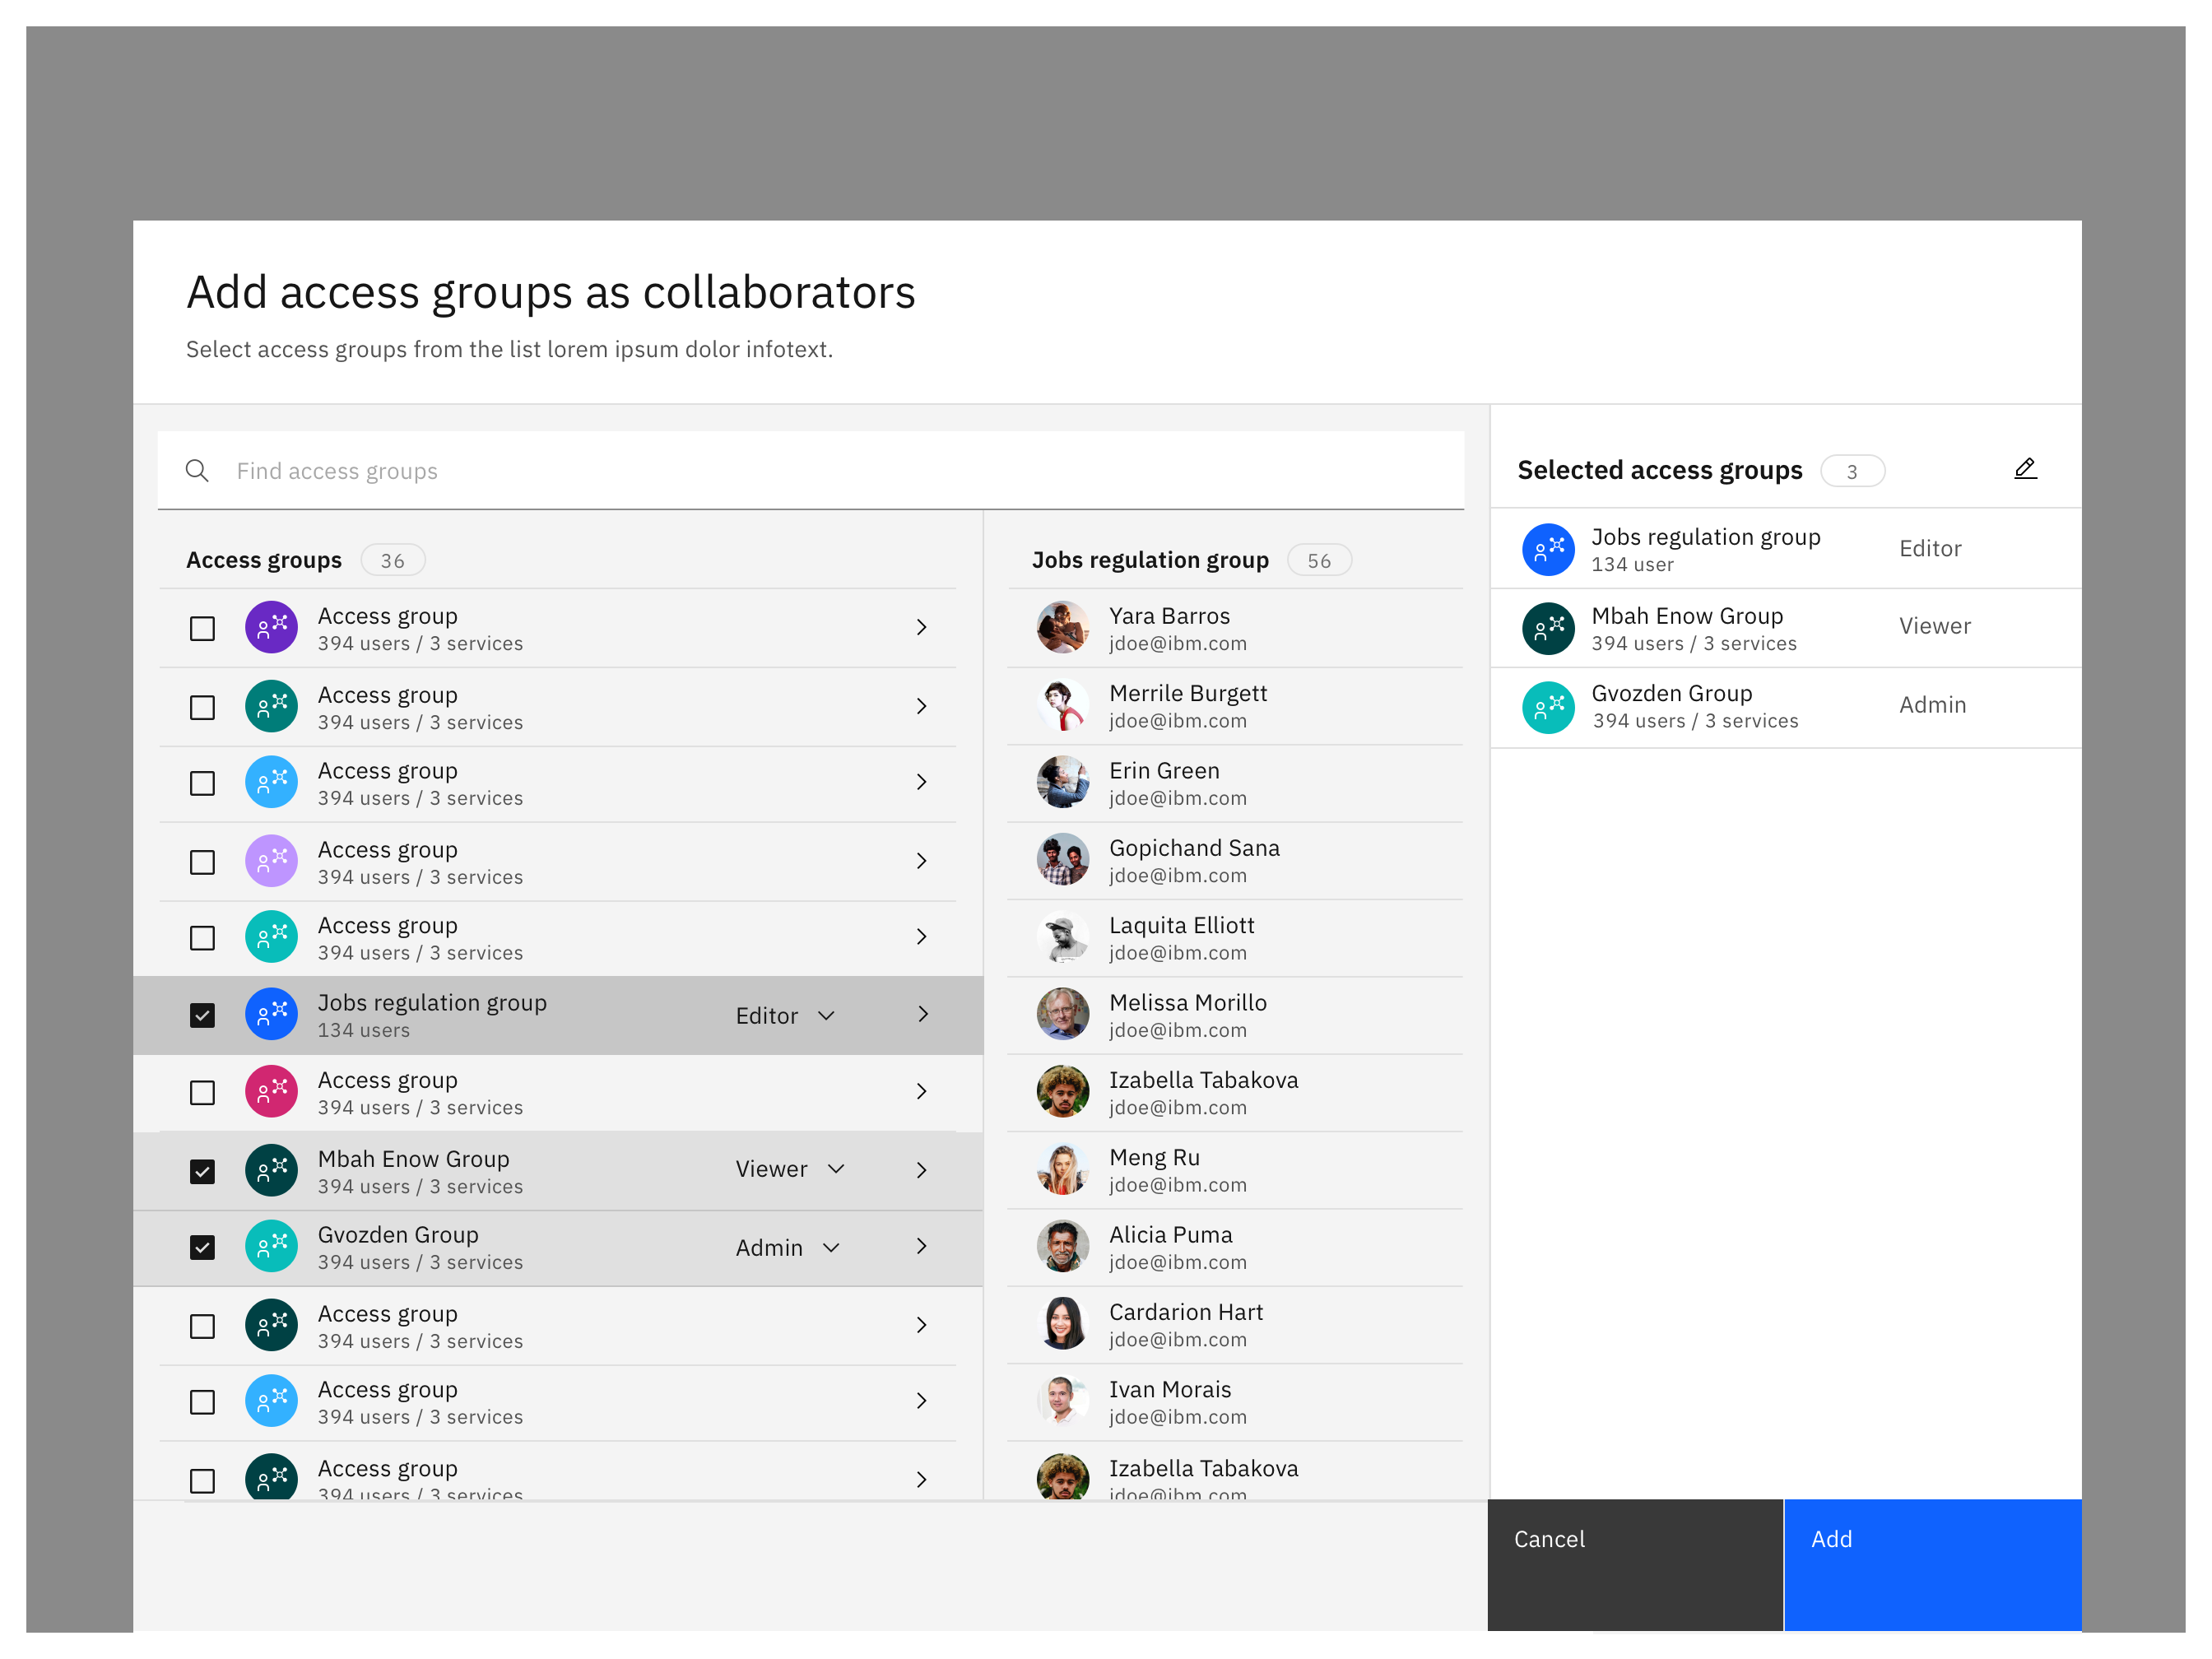 Add access groups as collaborators
Select access groups from the list lorem ipsum dolor infotext.
Find access groups
Access groups 36
Access group
394 users / 3 services
Access group
394 users / 3 services
Access group
394 users / 3 services
Access group
394 users / 3 services
Access group
394 users / 3 services
Jobs regulation group
134 users
Editor
Access group
394 users / 3 services
Mbah Enow Group
394 users / 3 services
Viewer
Gvozden Group
394 users / 3 services
Admin
Access group
394 users / 3 services
Access group
394 users / 3 services
Access group
394 users / 3 services
Jobs regulation group 56
Yara Barros
jdoe@ibm.com
Merrile Burgett
jdoe@ibm.com
Erin Green
jdoe@ibm.com
Gopichand Sana
jdoe@ibm.com
Laquita Elliott
jdoe@ibm.com
Melissa Morillo
jdoe@ibm.com
Izabella Tabakova
jdoe@ibm.com
Meng Ru
jdoe@ibm.com
Alicia Puma
jdoe@ibm.com
Cardarion Hart
jdoe@ibm.com
Ivan Morais
jdoe@ibm.com
Izabella Tabakova
jdoe@ibm.com
Selected access groups 3
Jobs regulation group
134 user
Editor
Mbah Enow Group
394 users / 3 services
Viewer
Gvozden Group
394 users / 3 services
Admin
Cancel
Add